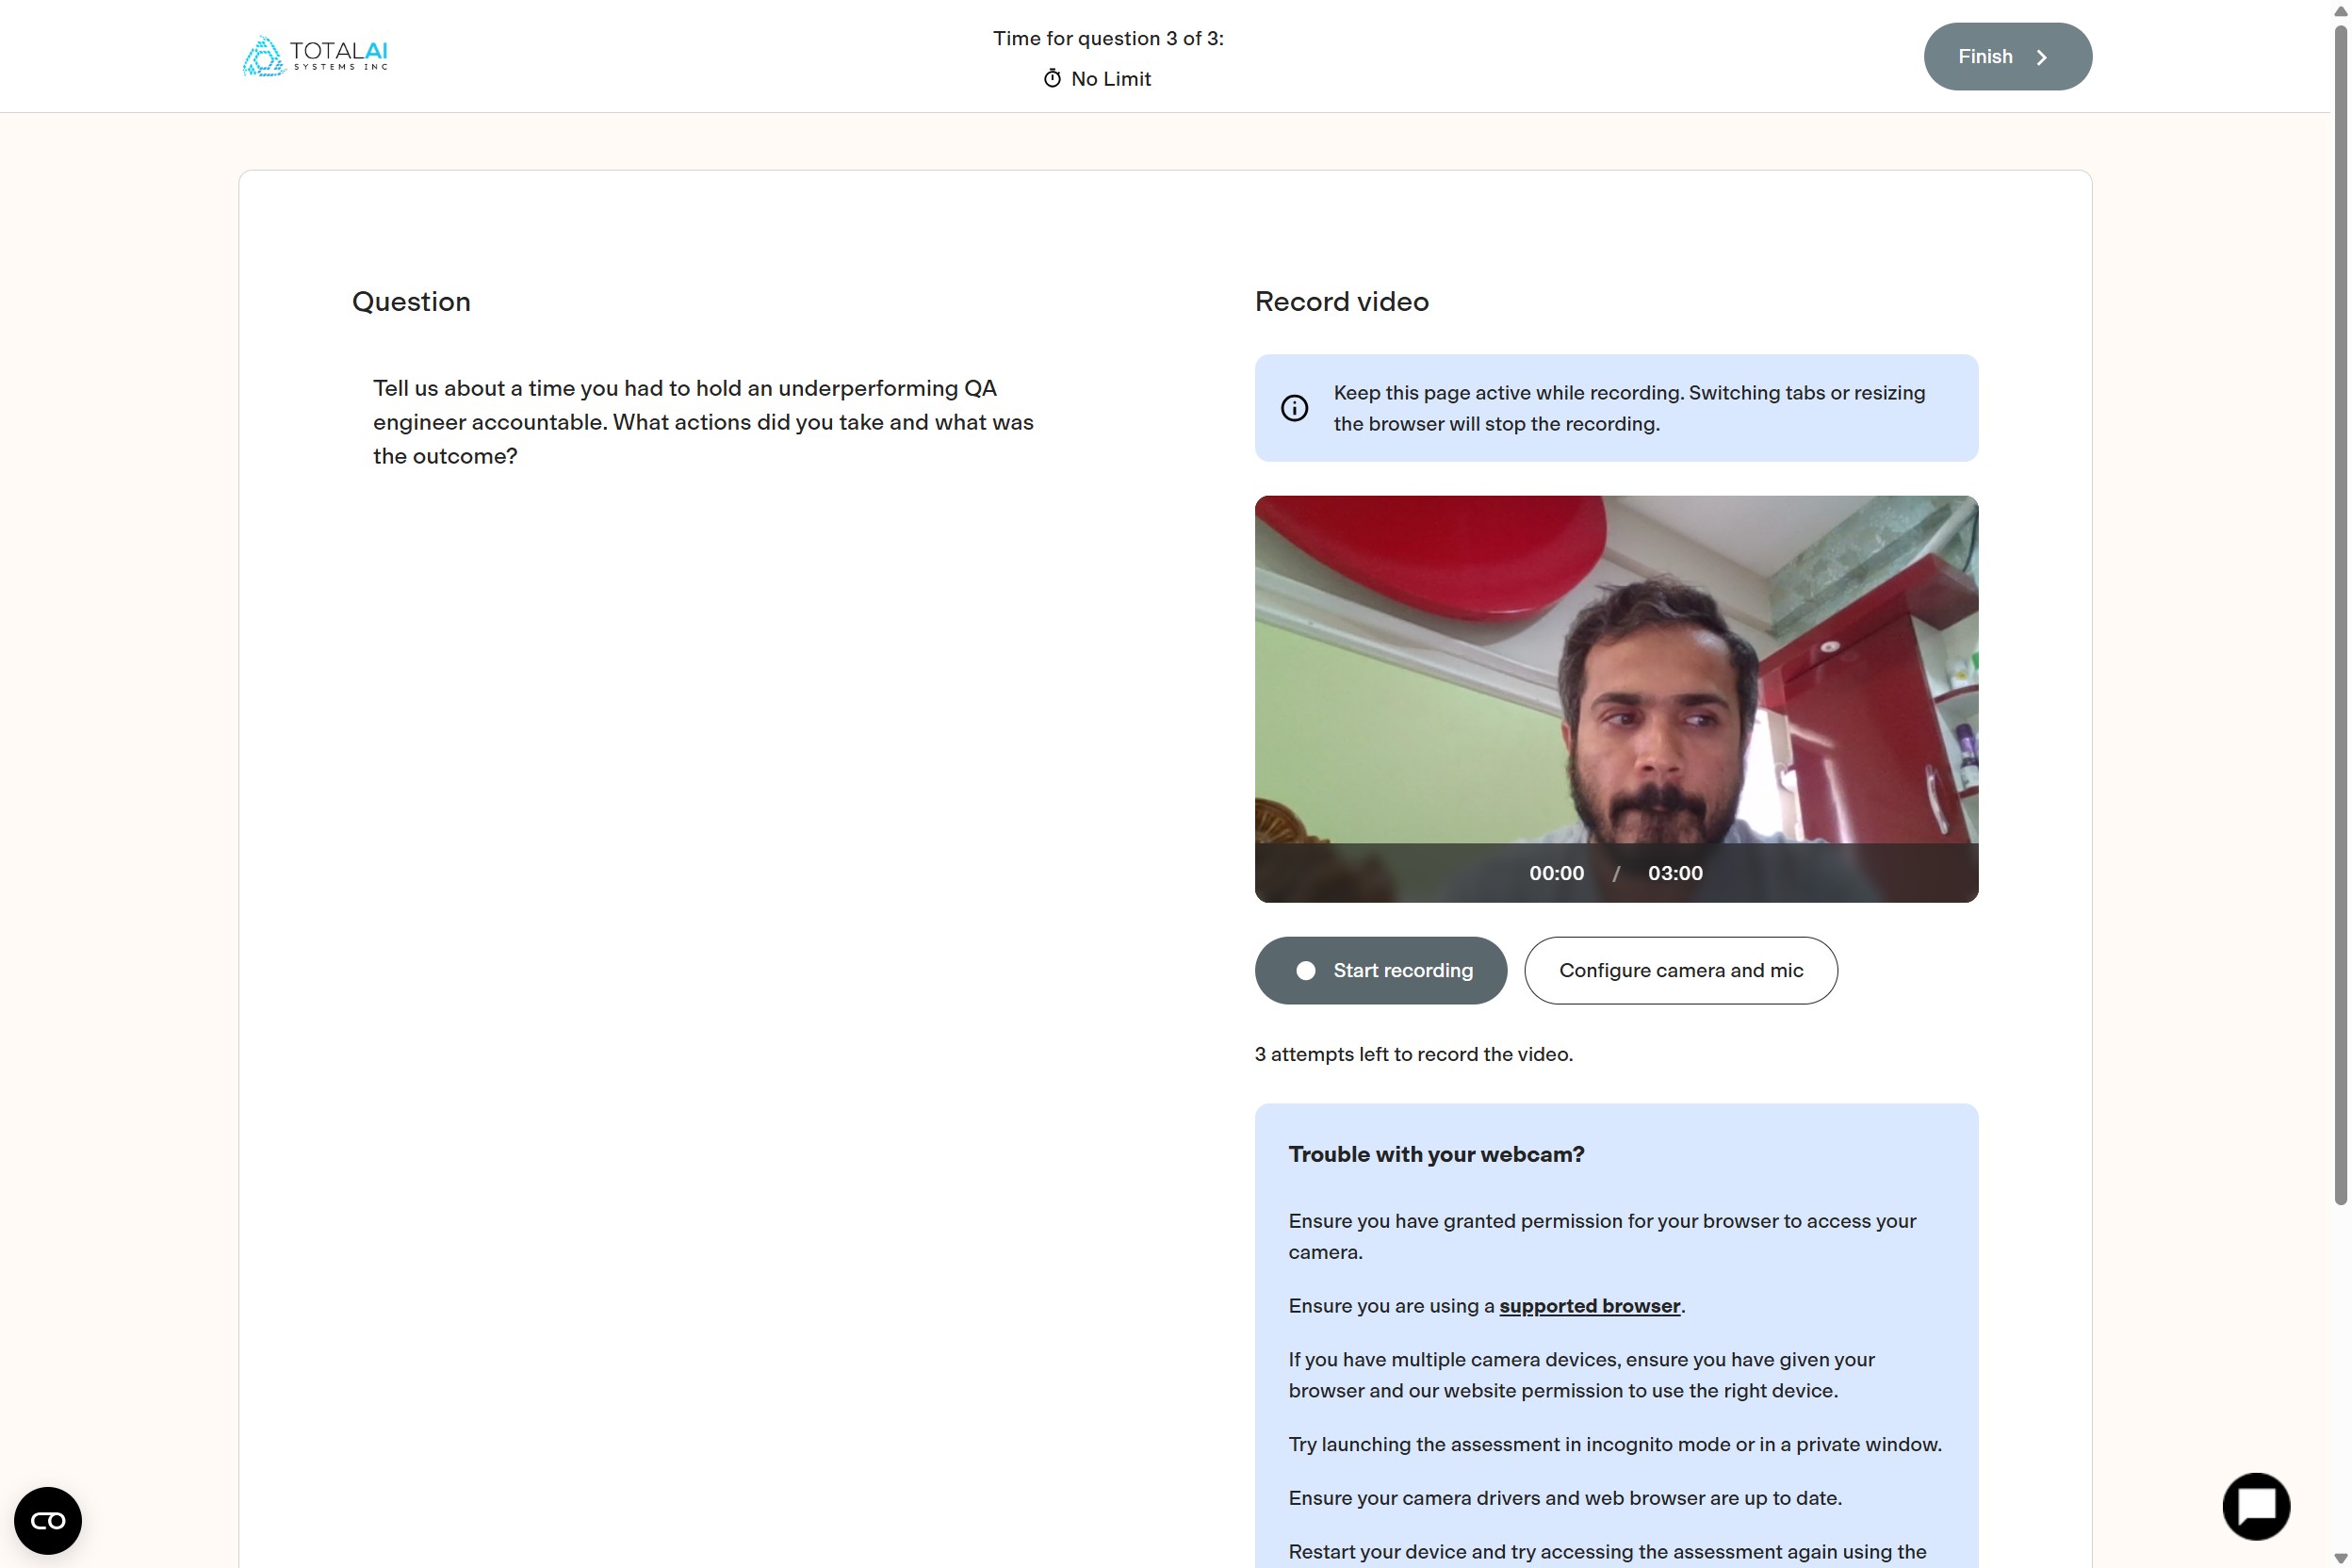 TOTALAI
SYSTEMS INC
Time for question 3 of 3:
No Limit
Finish
Question
Tell us about a time you had to hold an underperforming QA
engineer accountable. What actions did you take and what was
the outcome?
Record video
Keep this page active while recording. Switching tabs or resizing
the browser will stop the recording.
00:00 / 03:00
Start recording
Configure camera and mic
3 attempts left to record the video.
Trouble with your webcam?
Ensure you have granted permission for your browser to access your
camera.
Ensure you are using a supported browser.
If you have multiple camera devices, ensure you have given your
browser and our website permission to use the right device.
Try launching the assessment in incognito mode or in a private window.
Ensure your camera drivers and web browser are up to date.
Restart your device and try accessing the assessment again using the